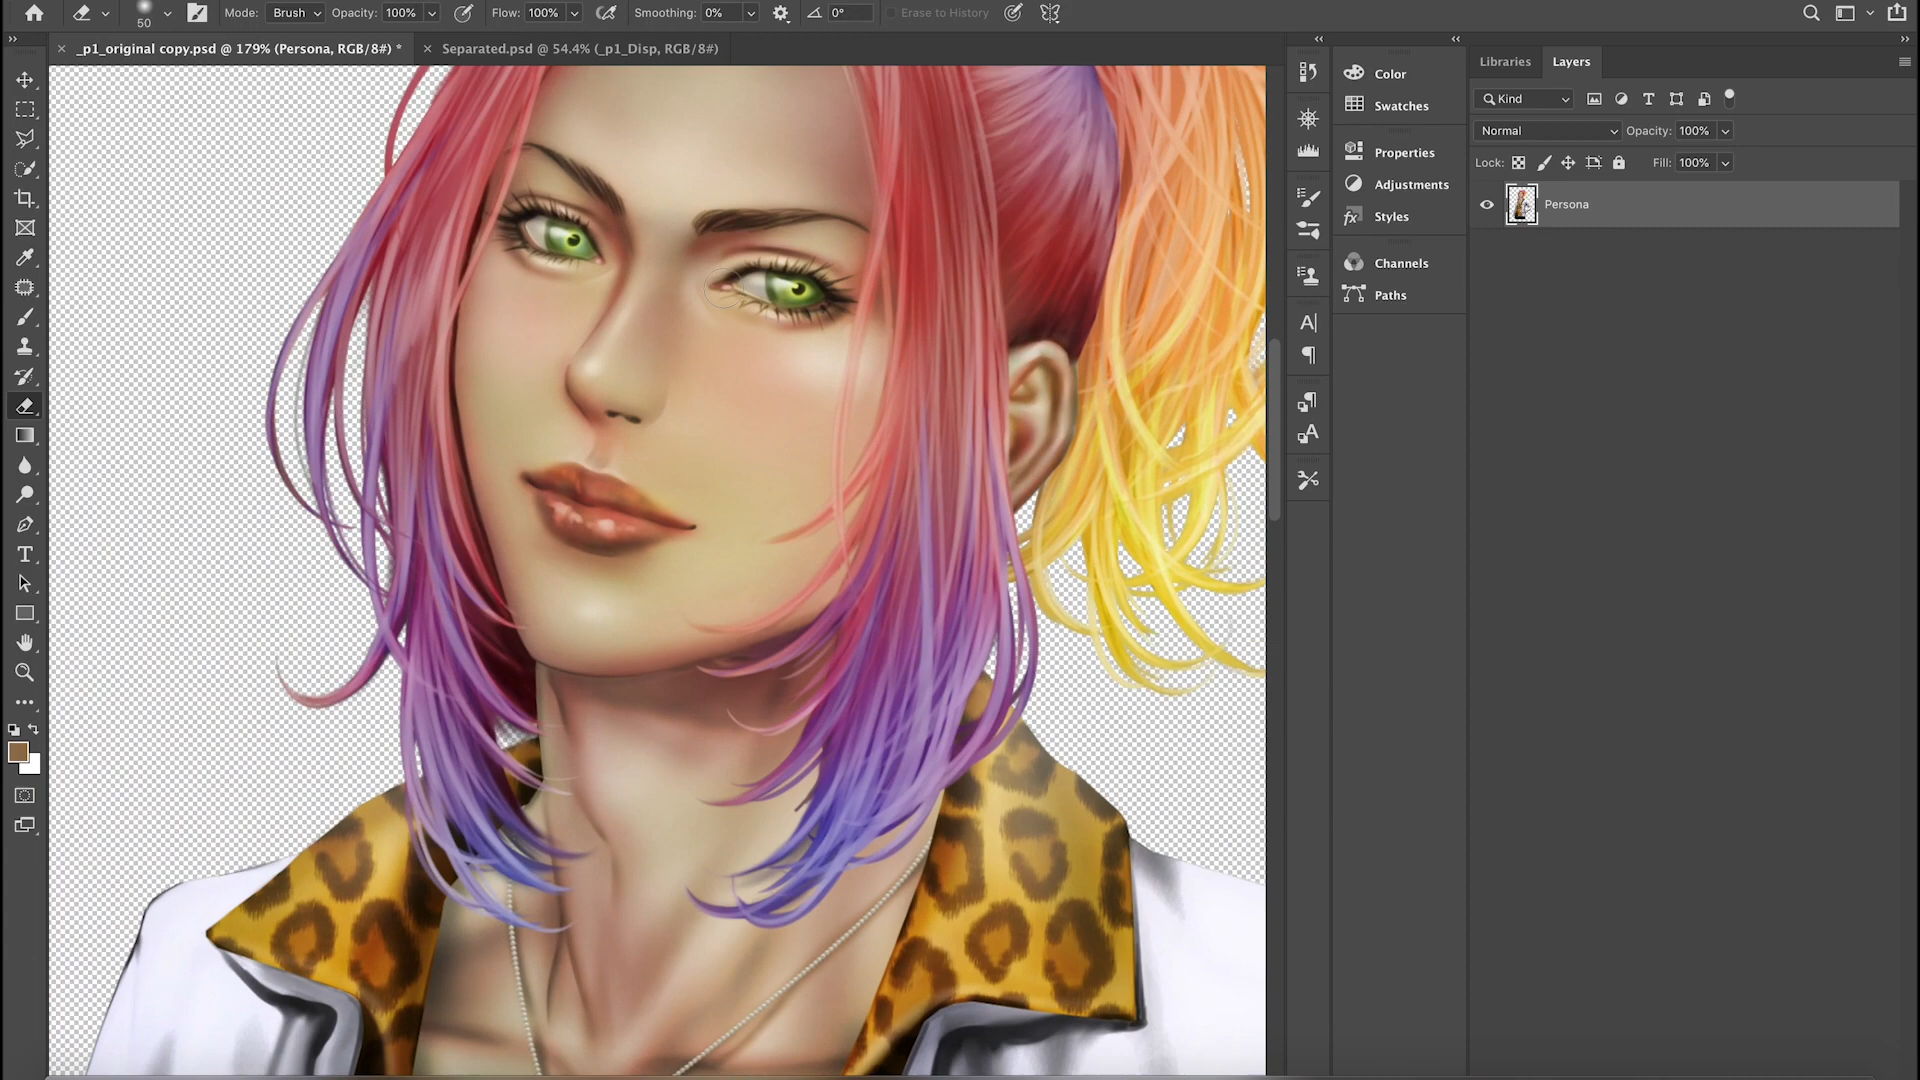 Mode: Brush Opacity: 100% Flow: 100% Smoothing: 0% 0° Erase to History
50
_p1_original copy.psd @ 179% (Persona, RGB/8#) *
Separated.psd @ 54.4% (_p1_Disp, RGB/8#)
Color
Swatches
Properties
Adjustments
Styles
Channels
Paths
Libraries Layers
Kind
Normal Opacity: 100%
Lock: Fill: 100%
Persona